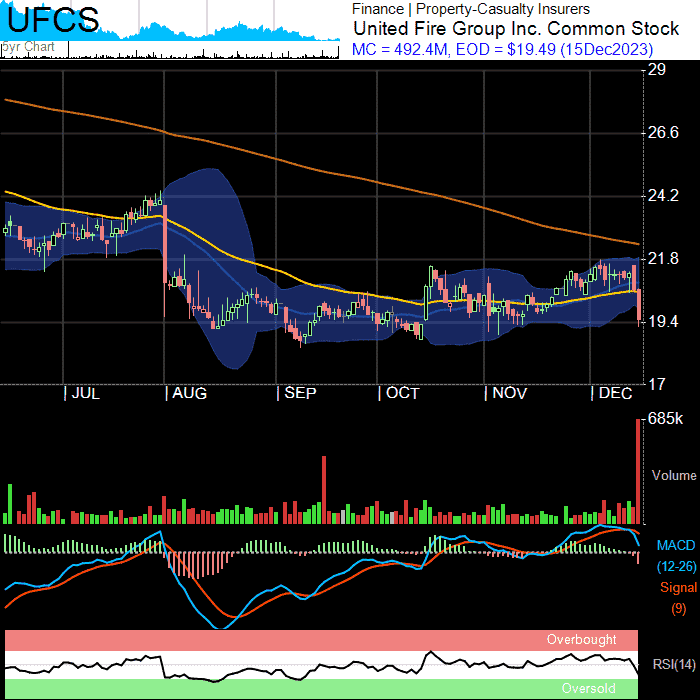 UFCS
5yr Chart
Finance | Property-Casualty Insurers
United Fire Group Inc. Common Stock
MC = 492.4M, EOD = $19.49 (15Dec2023)
29
26.6
24.2
21.8
19.4
17
| JUL | AUG | SEP | OCT | NOV | DEC
685k
Volume
MACD
(12-26)
Signal
(9)
Overbought
RSI(14)
Oversold